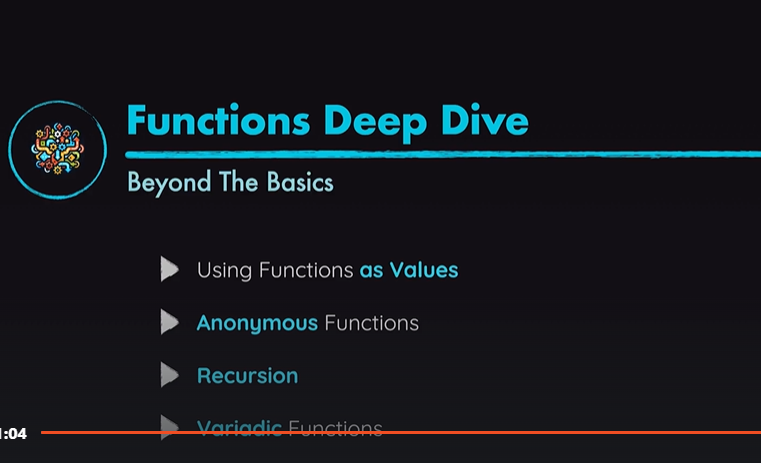 Functions Deep Dive
Beyond The Basics
Using Functions as Values
Anonymous Functions
Recursion
Variadic Functions
:04